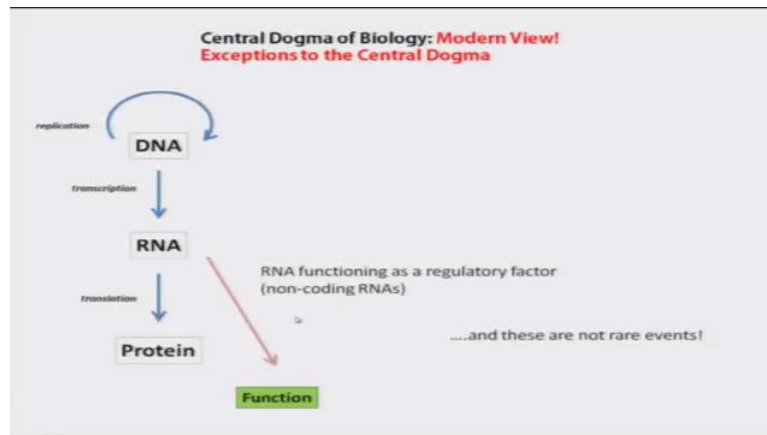 Central Dogma of Biology: Modern View!
Exceptions to the Central Dogma
replication
DNA
transcription
RNA
RNA functioning as a regulatory factor
(non-coding RNAs)
translation
....and these are not rare events!
Protein
Function